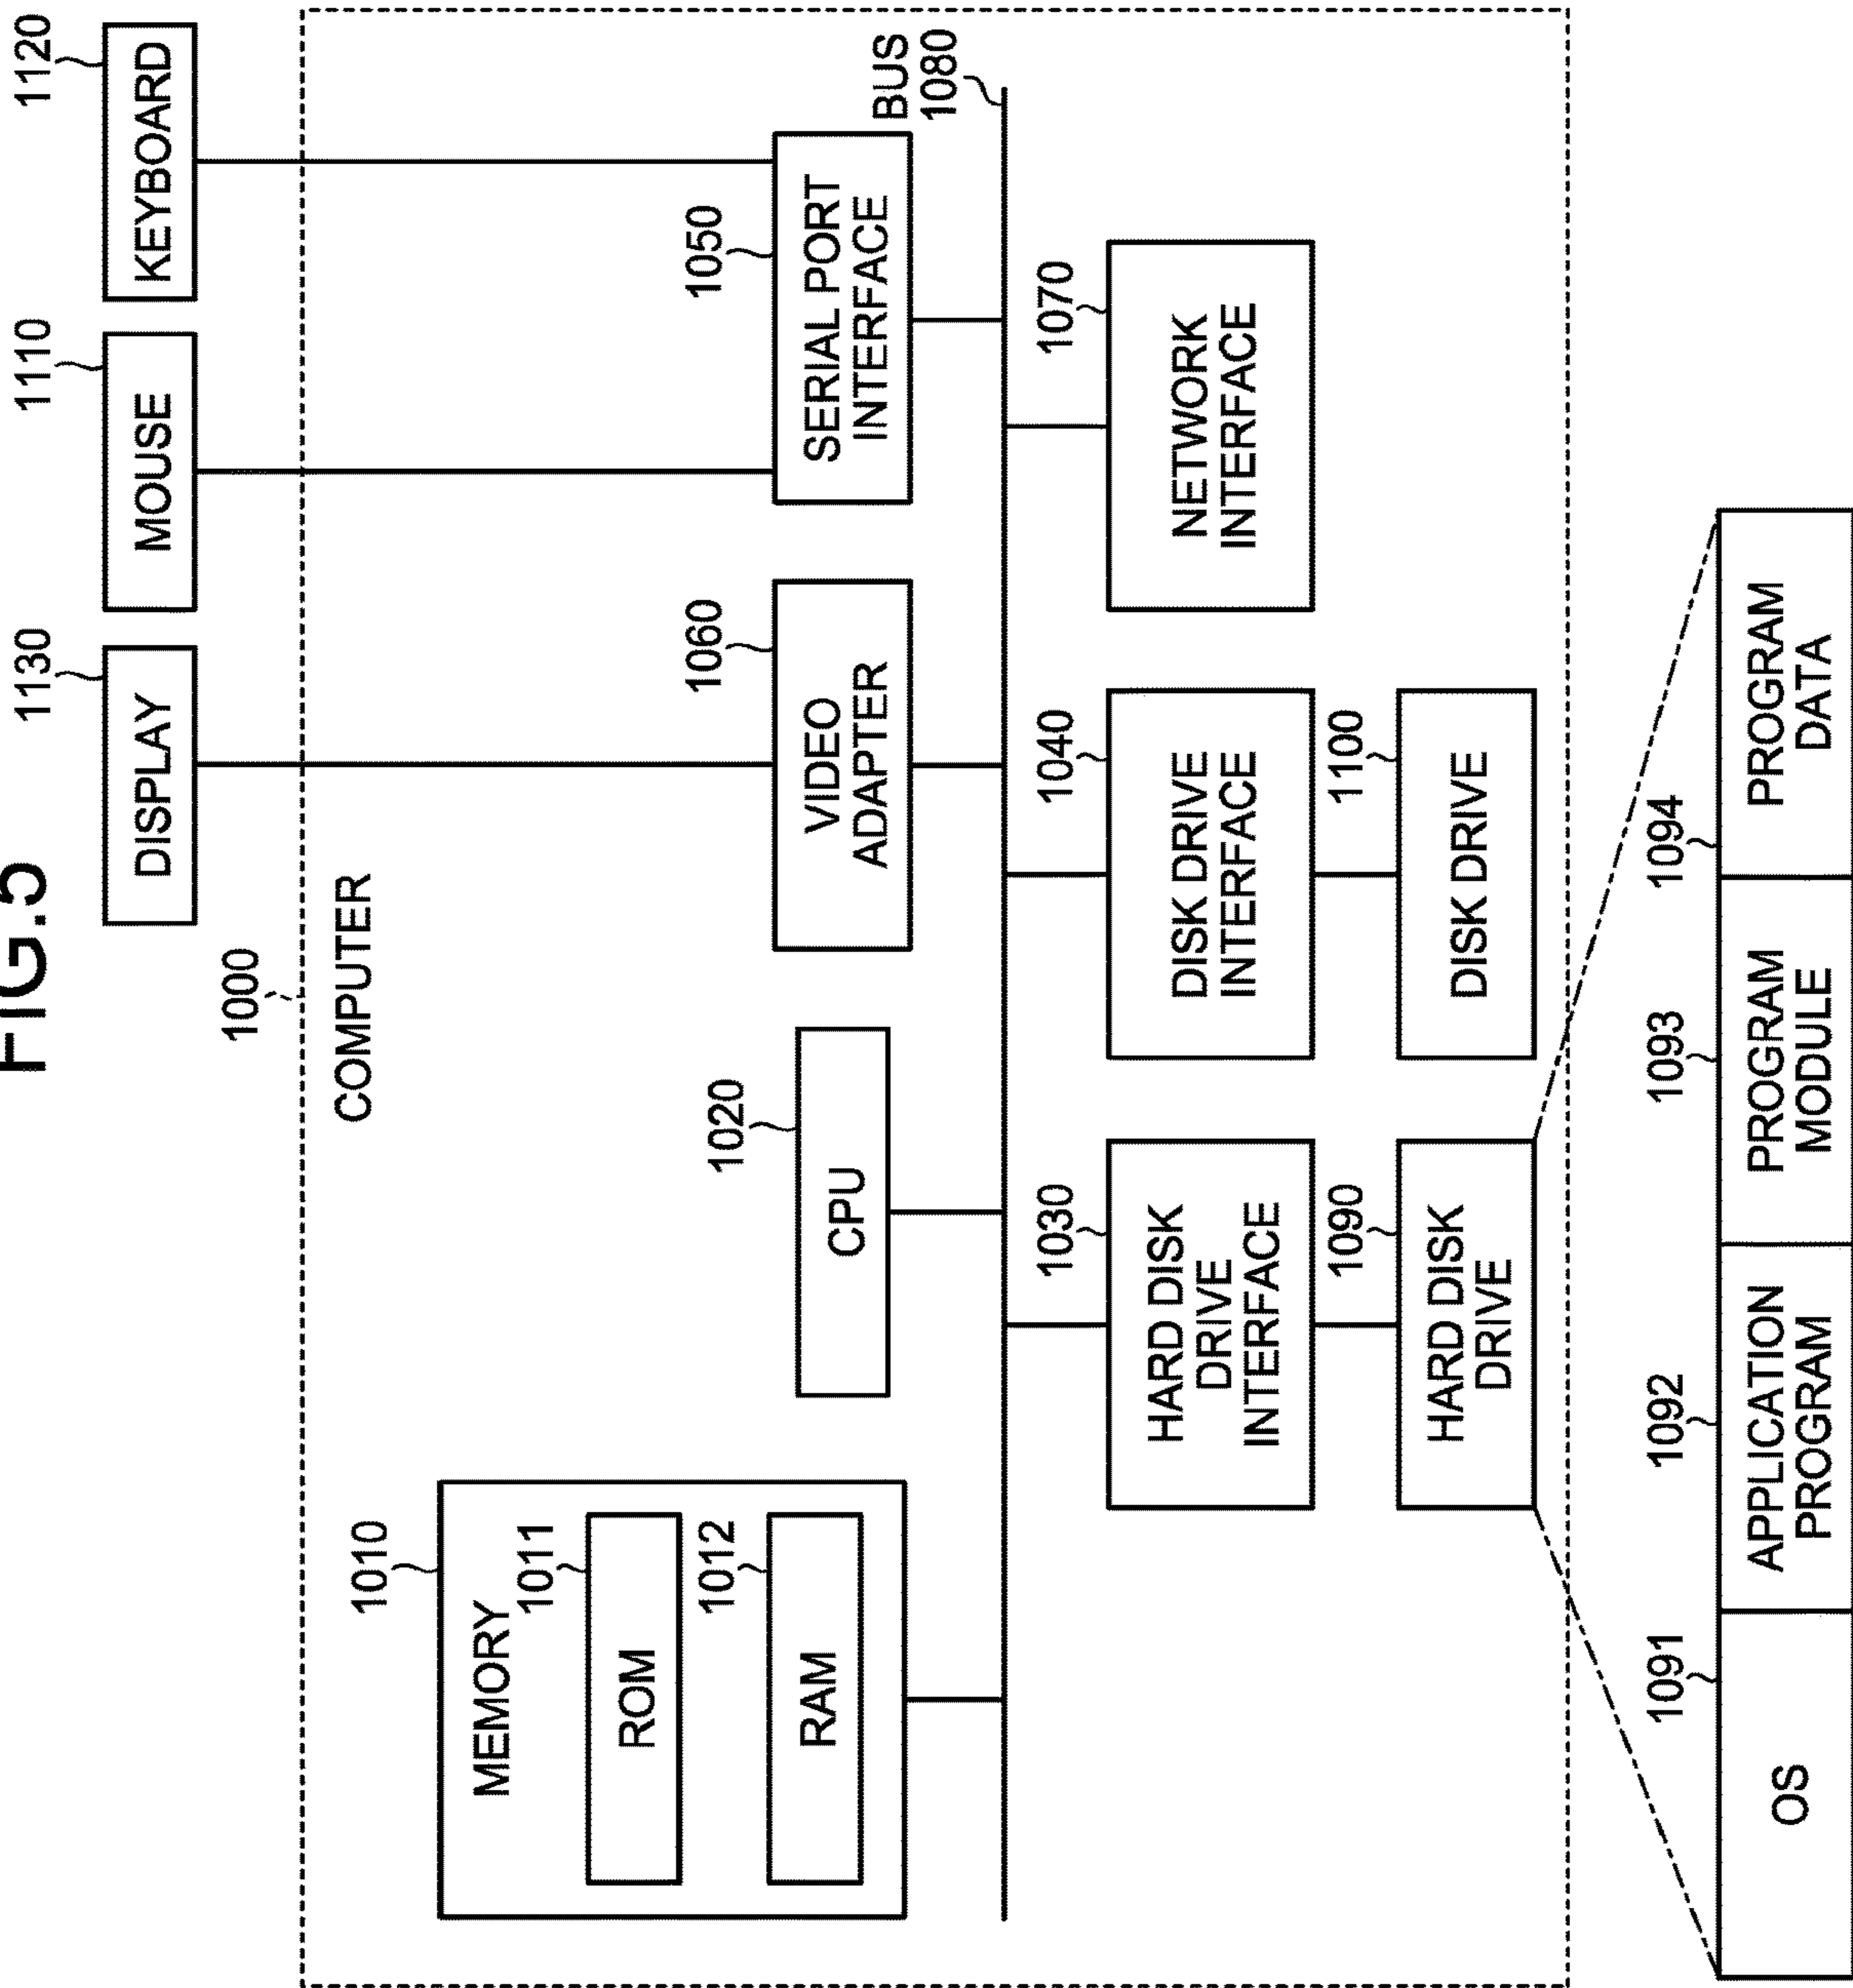 FIG.5
1130
1110
1120
DISPLAY
MOUSE
KEYBOARD
1000
COMPUTER
1010
MEMORY
1011
ROM
1012
RAM
1020
CPU
1060
VIDEO
ADAPTER
1050
SERIAL PORT
INTERFACE
BUS
1080
1030
HARD DISK
DRIVE
INTERFACE
1040
DISK DRIVE
INTERFACE
1070
NETWORK
INTERFACE
1090
HARD DISK
DRIVE
1100
DISK DRIVE
1091
OS
1092
APPLICATION
PROGRAM
1093
PROGRAM
MODULE
1094
PROGRAM
DATA